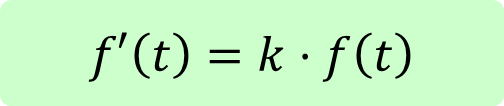 f′(t) = k · f(t)